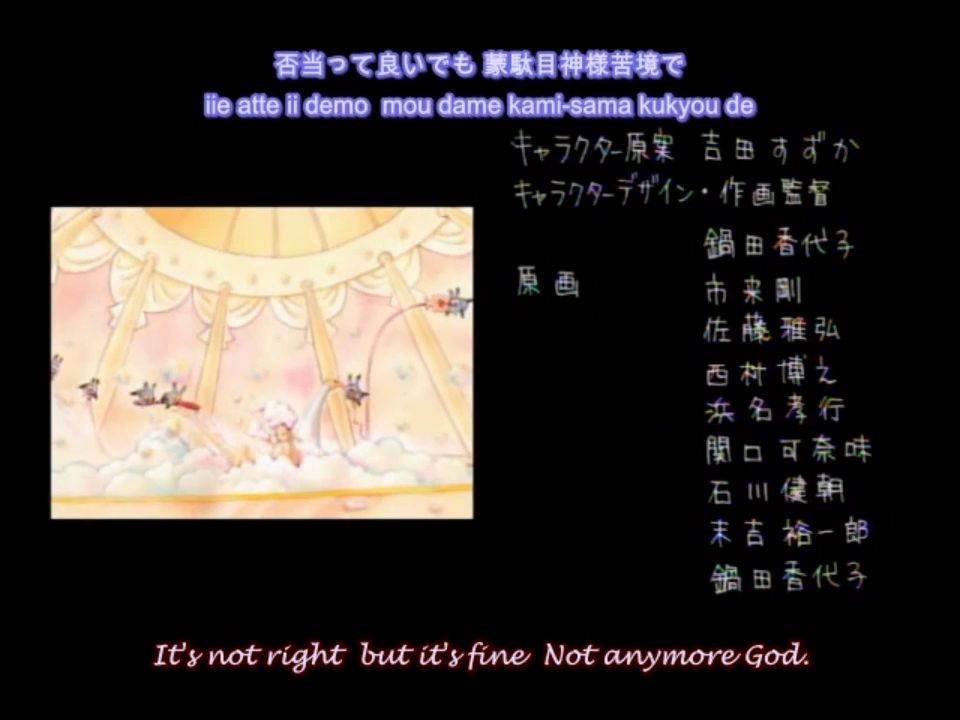 否当って良いでも 蒙駄目神様苦境で
iie atte ii demo mou dame kami-sama kukyou de
キャラクター原案 吉田すずか
キャラクターデザイン・作画監督
鍋田香代子
原画
市来剛
佐藤雅弘
西村博之
浜名孝行
関口可奈味
石川健朝
末吉裕一郎
鍋田香代子
It's not right but it's fine Not anymore God.